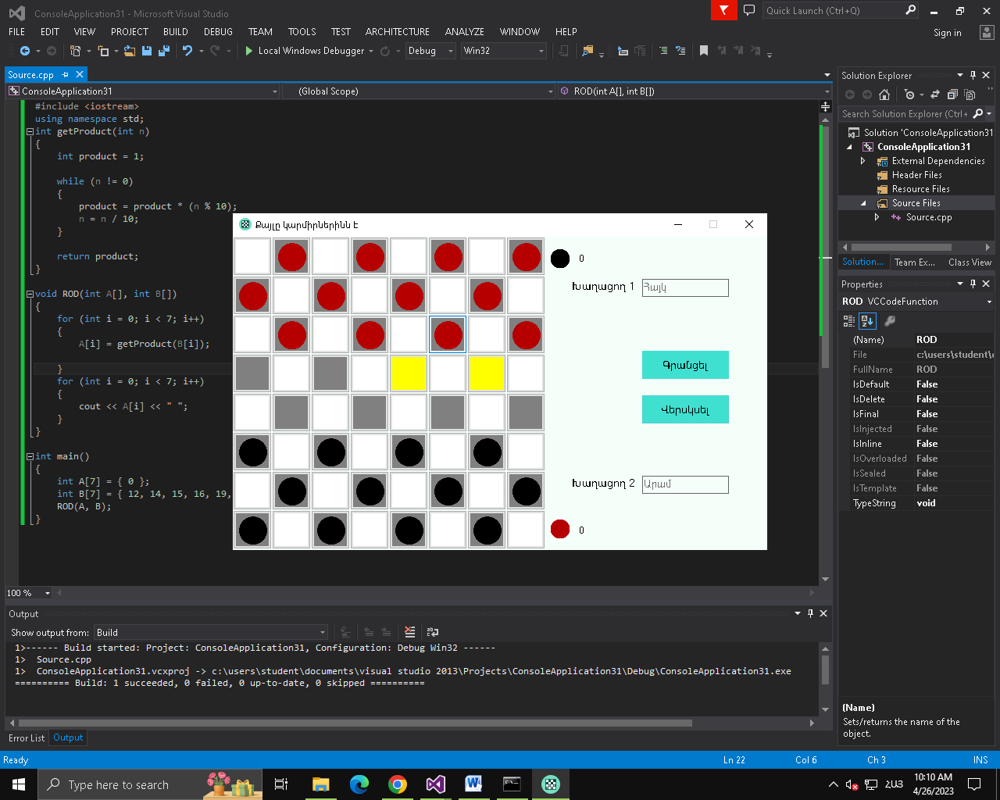 ConsoleApplication31 - Microsoft Visual Studio
Quick Launch (Ctrl+Q)
FILE EDIT VIEW PROJECT BUILD DEBUG TEAM TOOLS TEST ARCHITECTURE ANALYZE WINDOW HELP
Sign in
Local Windows Debugger Debug Win32
Source.cpp
ConsoleApplication31 (Global Scope) ROD(int A[], int B[])
#include <iostream>
using namespace std;
int getProduct(int n)
{
int product = 1;
while (n != 0)
{
product = product * (n % 10);
n = n / 10;
}
return product;
}
void ROD(int A[], int B[])
{
for (int i = 0; i < 7; i++)
{
A[i] = getProduct(B[i]);
}
for (int i = 0; i < 7; i++)
{
cout << A[i] << " ";
}
}
int main()
{
int A[7] = { 0 };
int B[7] = { 12, 14, 15, 16, 19,
ROD(A, B);
}
100 %
Քայլը կարմիրներինն է
0
Խաղացող 1 Հայկ
Գրանցել
Վերսկսել
Խաղացող 2 Արամ
0
Solution Explorer
Search Solution Explorer (Ctrl+
Solution 'ConsoleApplication31
ConsoleApplication31
External Dependencies
Header Files
Resource Files
Source Files
Source.cpp
Solution... Team Ex... Class View
Properties
ROD VCCodeFunction
(Name) ROD
File c:\users\student\
FullName ROD
IsDefault False
IsDelete False
IsFinal False
IsInjected False
IsInline False
IsOverloaded False
IsSealed False
IsTemplate False
TypeString void
(Name)
Sets/returns the name of the
object.
Output
Show output from: Build
1>------ Build started: Project: ConsoleApplication31, Configuration: Debug Win32 ------
1> Source.cpp
1> ConsoleApplication31.vcxproj -> c:\users\student\documents\visual studio 2013\Projects\ConsoleApplication31\Debug\ConsoleApplication31.exe
========== Build: 1 succeeded, 0 failed, 0 up-to-date, 0 skipped ==========
Error List Output
Ready Ln 22 Col 6 Ch 3 INS
Type here to search
ՀԱՅ
10:10 AM
4/26/2023